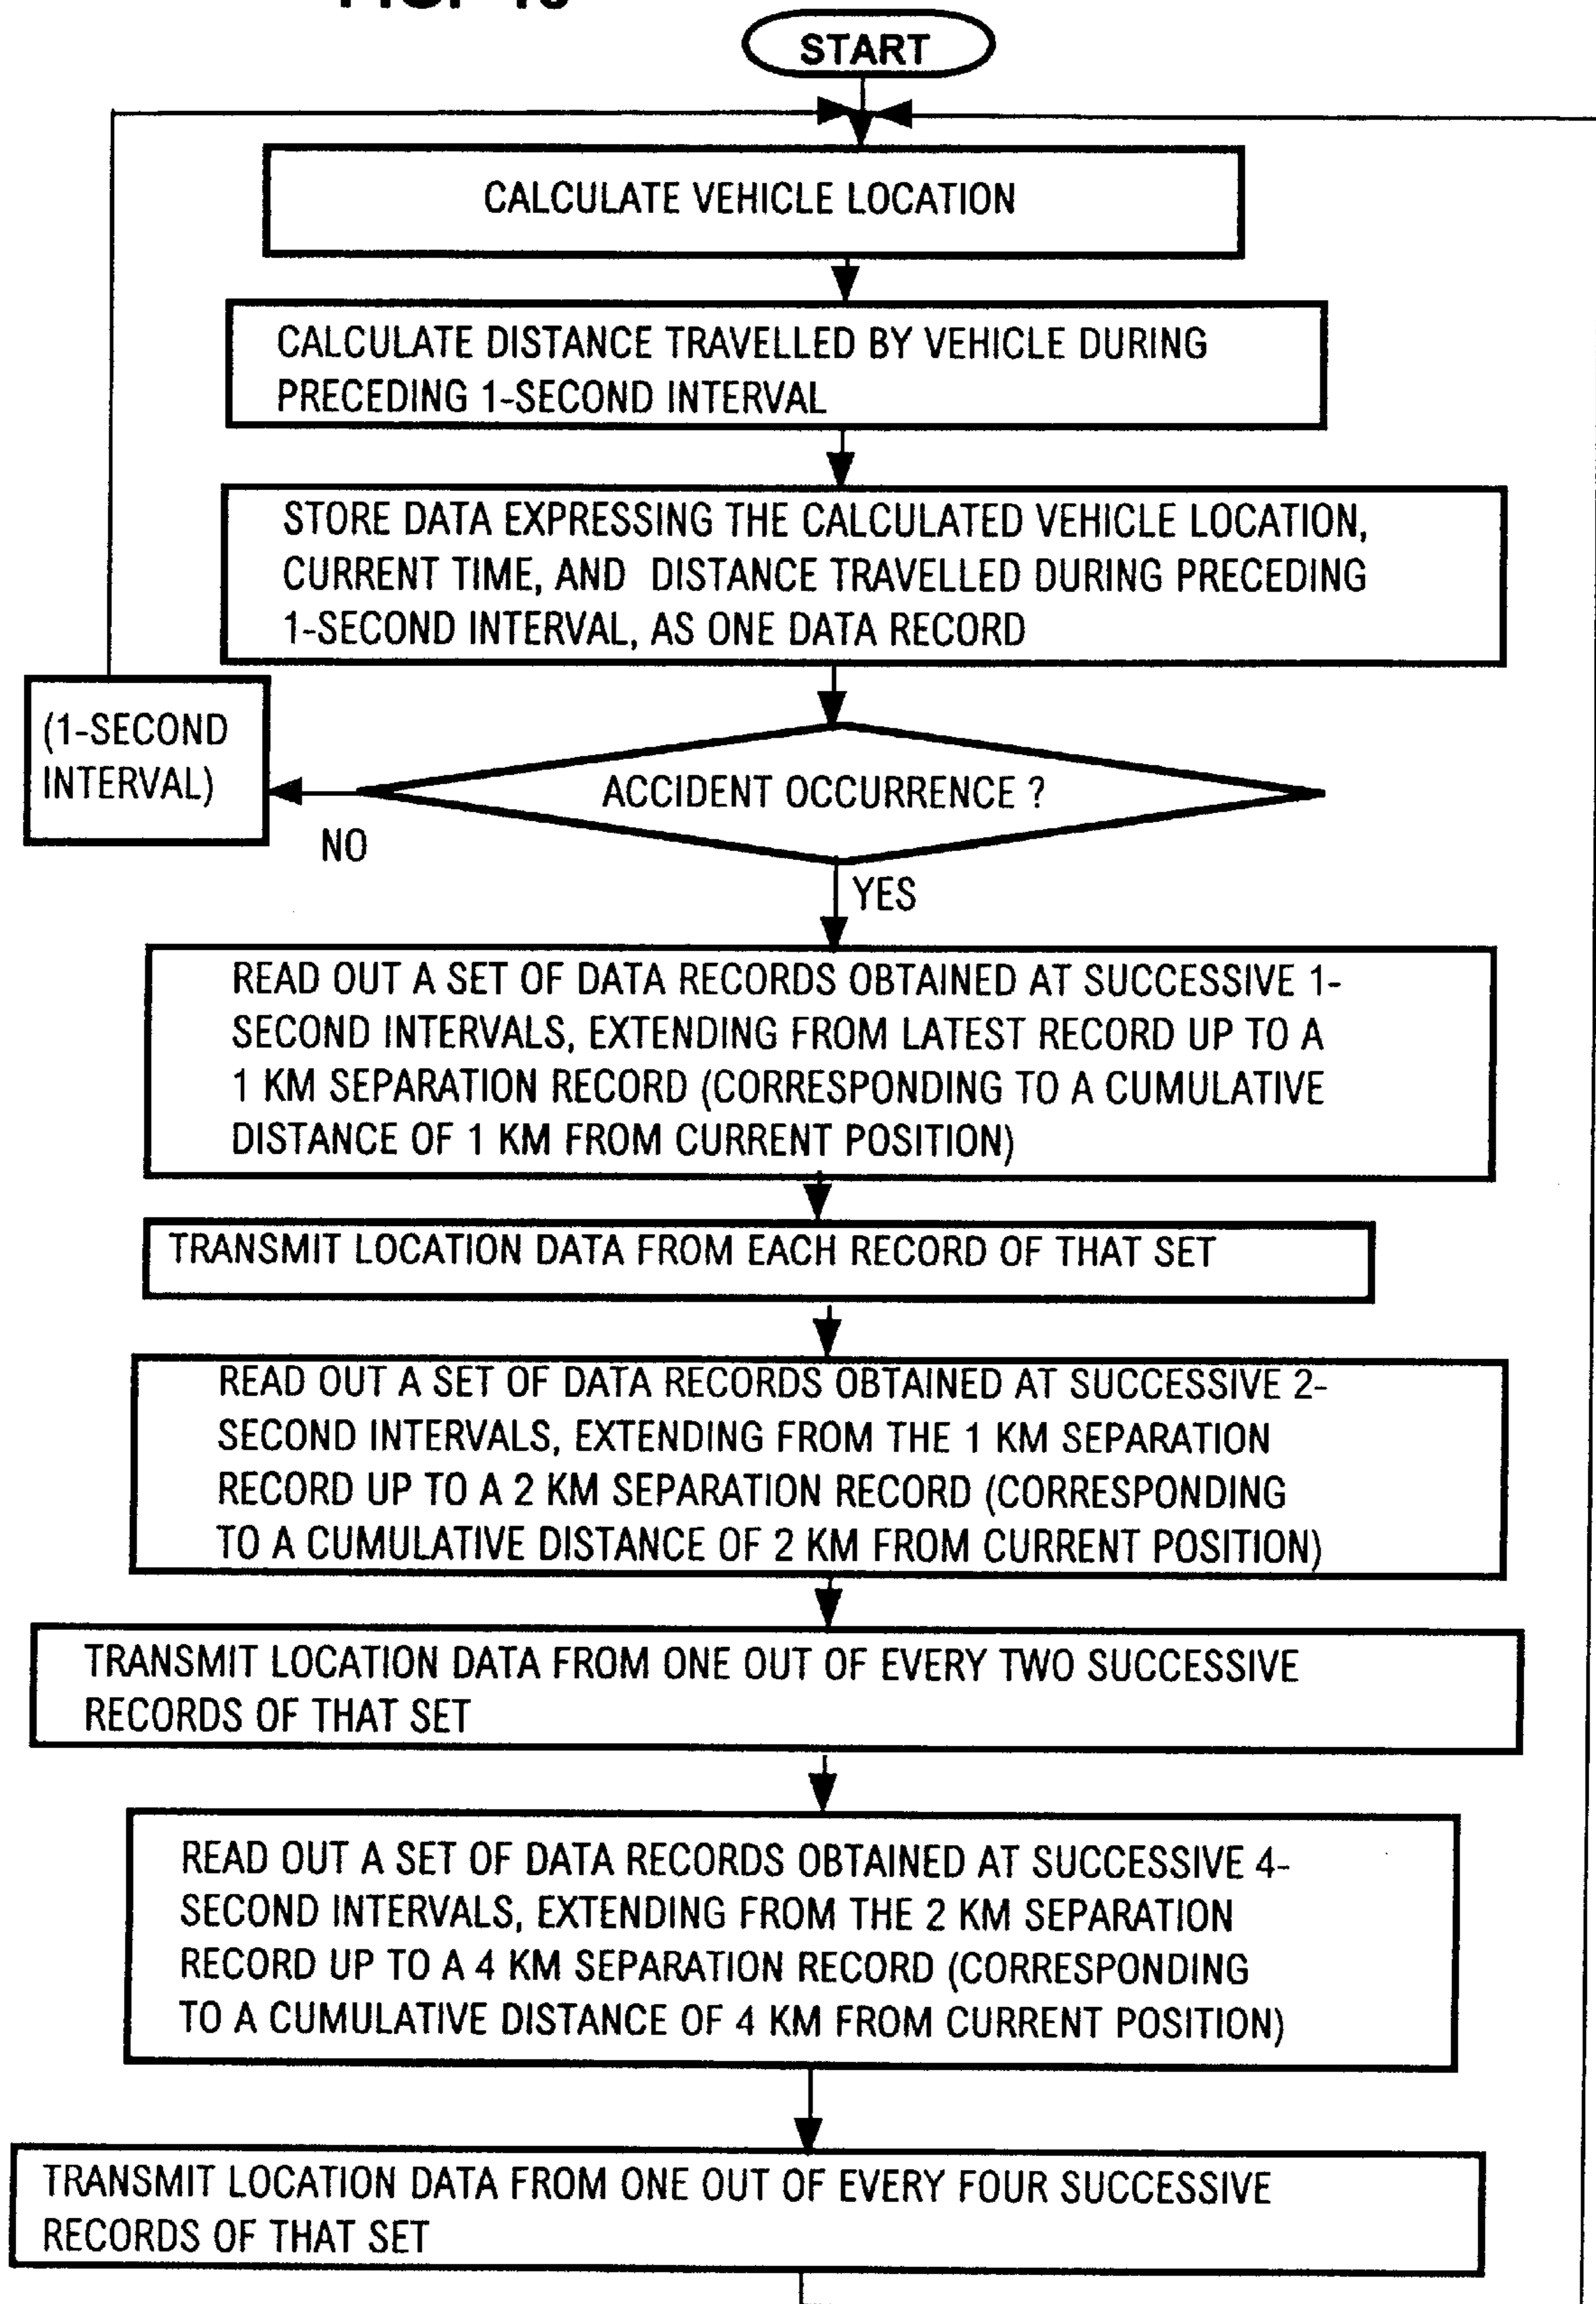 START
CALCULATE VEHICLE LOCATION
CALCULATE DISTANCE TRAVELLED BY VEHICLE DURING
PRECEDING 1-SECOND INTERVAL
STORE DATA EXPRESSING THE CALCULATED VEHICLE LOCATION,
CURRENT TIME, AND DISTANCE TRAVELLED DURING PRECEDING
1-SECOND INTERVAL, AS ONE DATA RECORD
(1-SECOND
INTERVAL)
ACCIDENT OCCURRENCE ?
NO
YES
READ OUT A SET OF DATA RECORDS OBTAINED AT SUCCESSIVE 1-
SECOND INTERVALS, EXTENDING FROM LATEST RECORD UP TO A
1 KM SEPARATION RECORD (CORRESPONDING TO A CUMULATIVE
DISTANCE OF 1 KM FROM CURRENT POSITION)
TRANSMIT LOCATION DATA FROM EACH RECORD OF THAT SET
READ OUT A SET OF DATA RECORDS OBTAINED AT SUCCESSIVE 2-
SECOND INTERVALS, EXTENDING FROM THE 1 KM SEPARATION
RECORD UP TO A 2 KM SEPARATION RECORD (CORRESPONDING
TO A CUMULATIVE DISTANCE OF 2 KM FROM CURRENT POSITION)
TRANSMIT LOCATION DATA FROM ONE OUT OF EVERY TWO SUCCESSIVE
RECORDS OF THAT SET
READ OUT A SET OF DATA RECORDS OBTAINED AT SUCCESSIVE 4-
SECOND INTERVALS, EXTENDING FROM THE 2 KM SEPARATION
RECORD UP TO A 4 KM SEPARATION RECORD (CORRESPONDING
TO A CUMULATIVE DISTANCE OF 4 KM FROM CURRENT POSITION)
TRANSMIT LOCATION DATA FROM ONE OUT OF EVERY FOUR SUCCESSIVE
RECORDS OF THAT SET